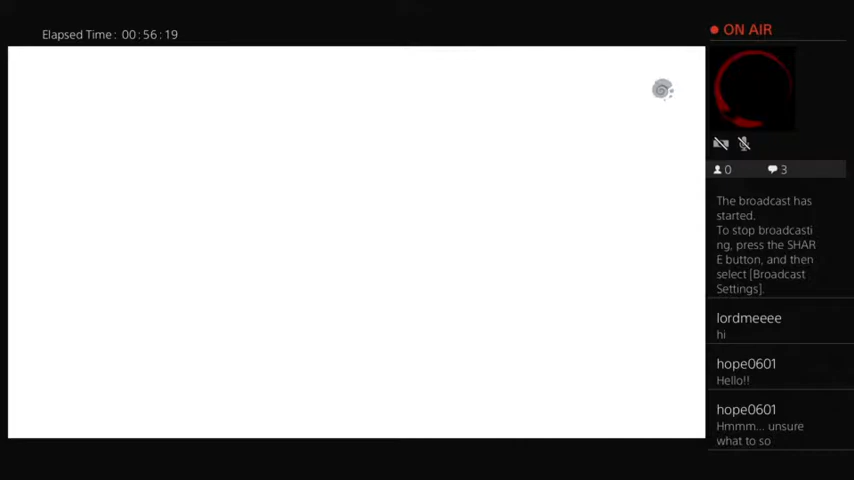 Elapsed Time: 00:56:19
ON AIR
0 3
The broadcast has
started.
To stop broadcasti
ng, press the SHAR
E button, and then
select [Broadcast
Settings].
lordmeeee
hi
hope0601
Hello!!
hope0601
Hmmm... unsure
what to so